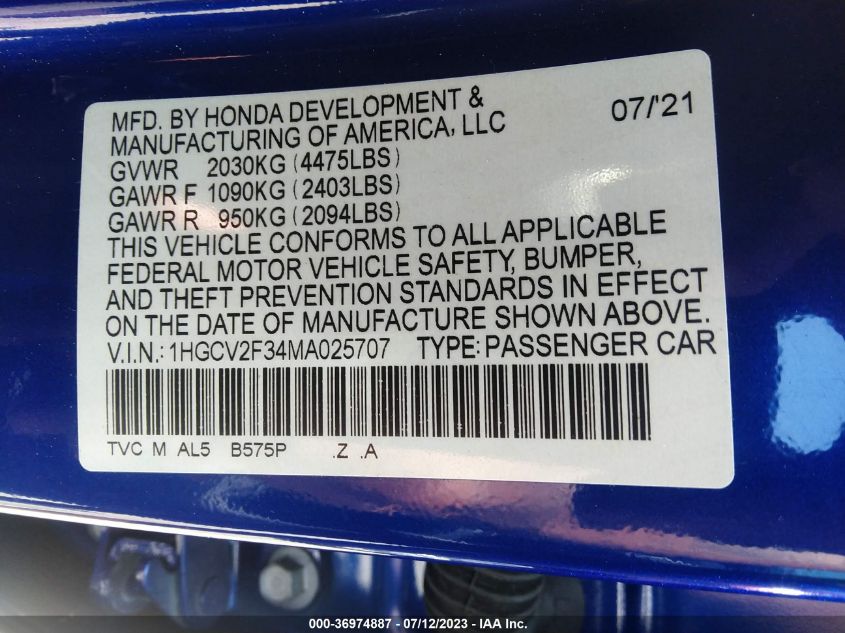 MFD. BY HONDA DEVELOPMENT & 07/'21
MANUFACTURING OF AMERICA, LLC
GVWR 2030KG (4475LBS)
GAWR F 1090KG (2403LBS)
GAWR R 950KG (2094LBS)
THIS VEHICLE CONFORMS TO ALL APPLICABLE
FEDERAL MOTOR VEHICLE SAFETY, BUMPER,
AND THEFT PREVENTION STANDARDS IN EFFECT
ON THE DATE OF MANUFACTURE SHOWN ABOVE.
V.I.N.: 1HGCV2F34MA025707 TYPE: PASSENGER CAR
TVC M AL5 B575P .Z .A
000-36974887 - 07/12/2023 - © IAA Inc.